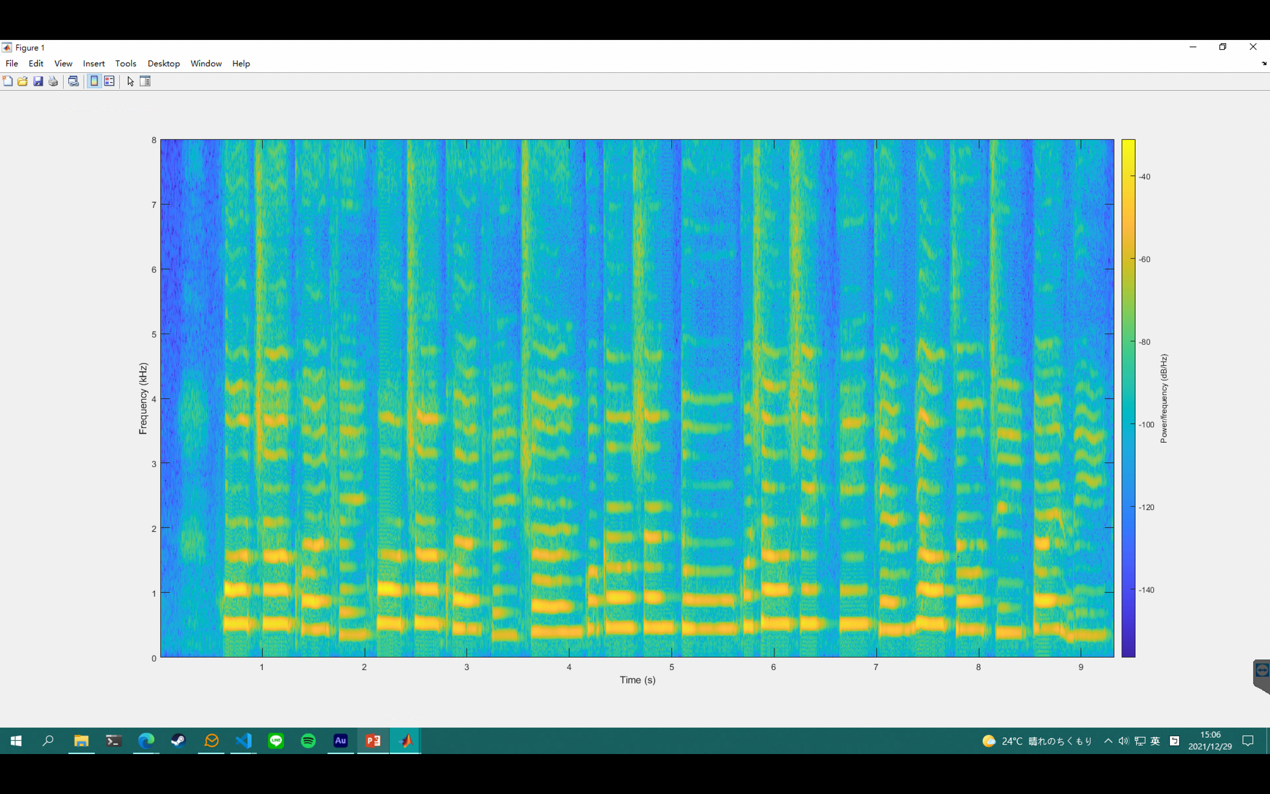 Figure 1
File Edit View Insert Tools Desktop Window Help
8
7
6
5
4
3
2
1
0
Frequency (kHz)
1 2 3 4 5 6 7 8 9
Time (s)
-40
-60
-80
-100
-120
-140
Power/frequency (dB/Hz)
LINE
Au
P
24°C 晴れのちくもり
英
15:06
2021/12/29